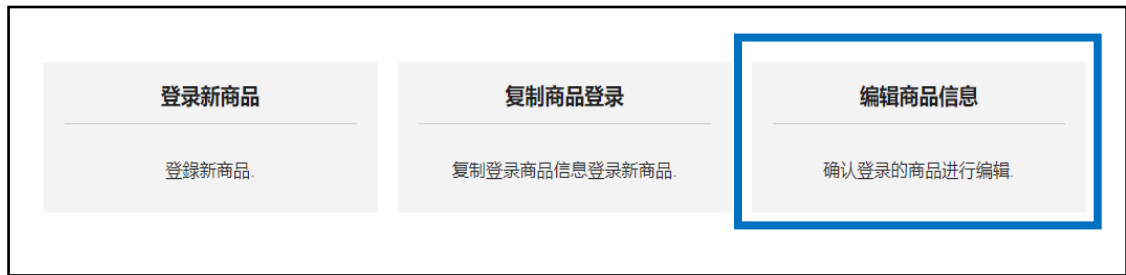 登录新商品
登錄新商品.
复制商品登录
复制登录商品信息登录新商品.
编辑商品信息
确认登录的商品进行编辑.